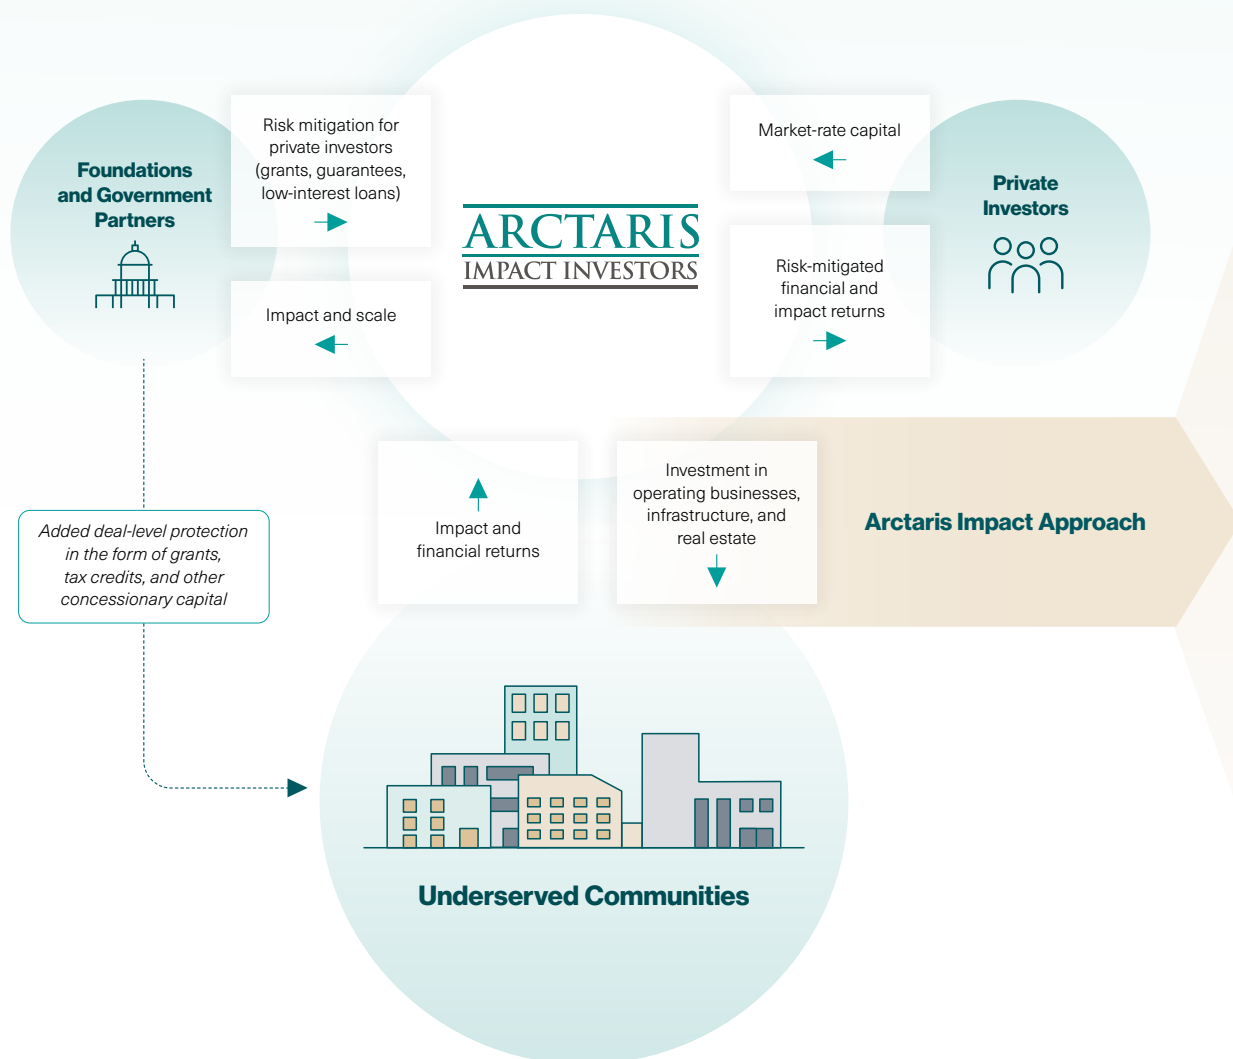 Foundations
and Government
Partners
Risk mitigation for
private investors
(grants, guarantees,
low-interest loans)
Impact and scale
ARCTARIS
IMPACT INVESTORS
Market-rate capital
Risk-mitigated
financial and
impact returns
Private
Investors
Added deal-level protection
in the form of grants,
tax credits, and other
concessionary capital
Impact and
financial returns
Investment in
operating businesses,
infrastructure, and
real estate
Arctaris Impact Approach
Underserved Communities